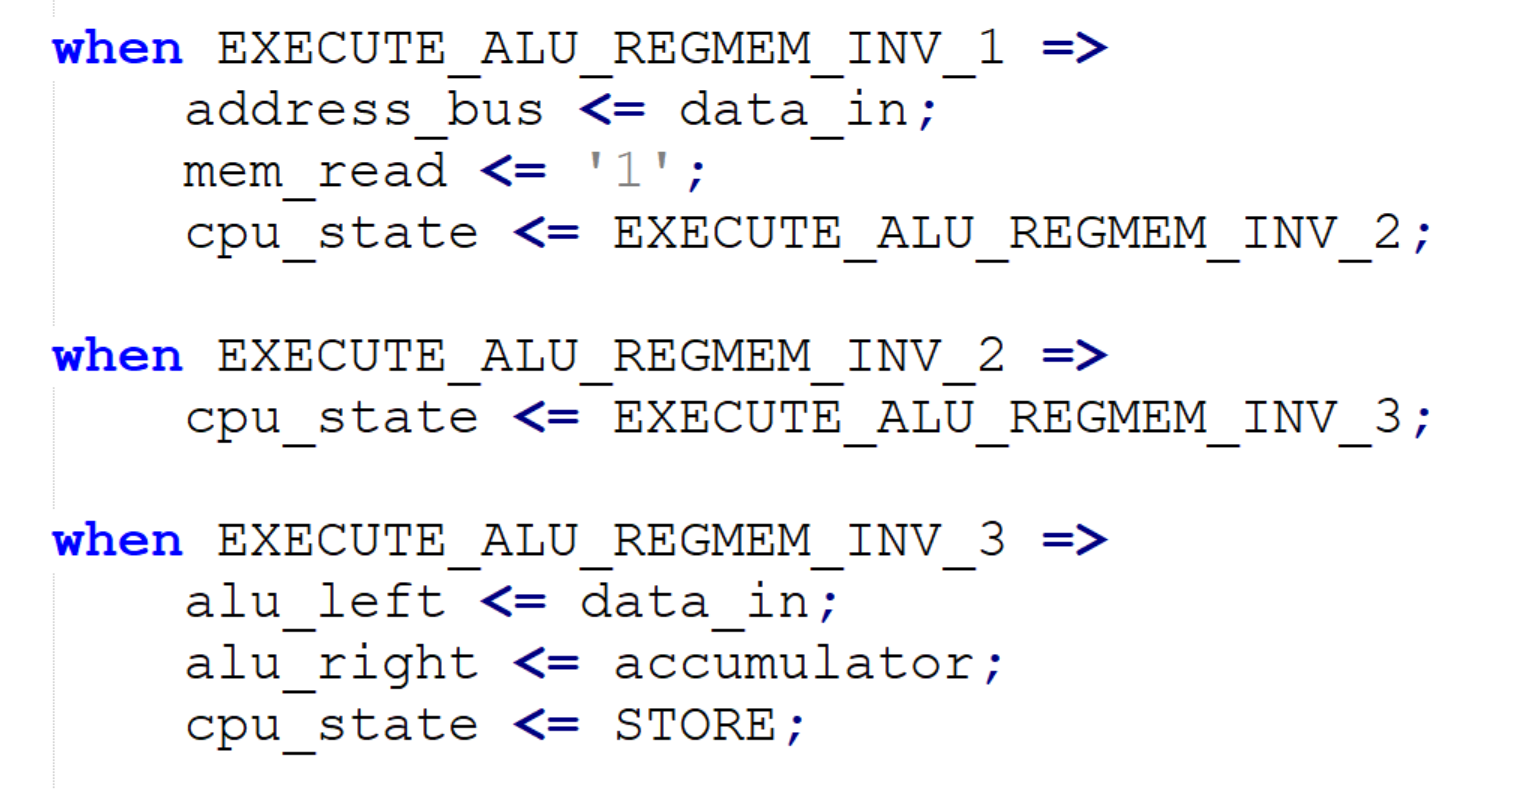 when EXECUTE_ALU_REGMEM_INV_1 =>
address_bus <= data_in;
mem_read <= '1';
cpu_state <= EXECUTE_ALU_REGMEM_INV_2;
when EXECUTE_ALU_REGMEM_INV_2 =>
cpu_state <= EXECUTE_ALU_REGMEM_INV_3;
when EXECUTE_ALU_REGMEM_INV_3 =>
alu_left <= data_in;
alu_right <= accumulator;
cpu_state <= STORE;